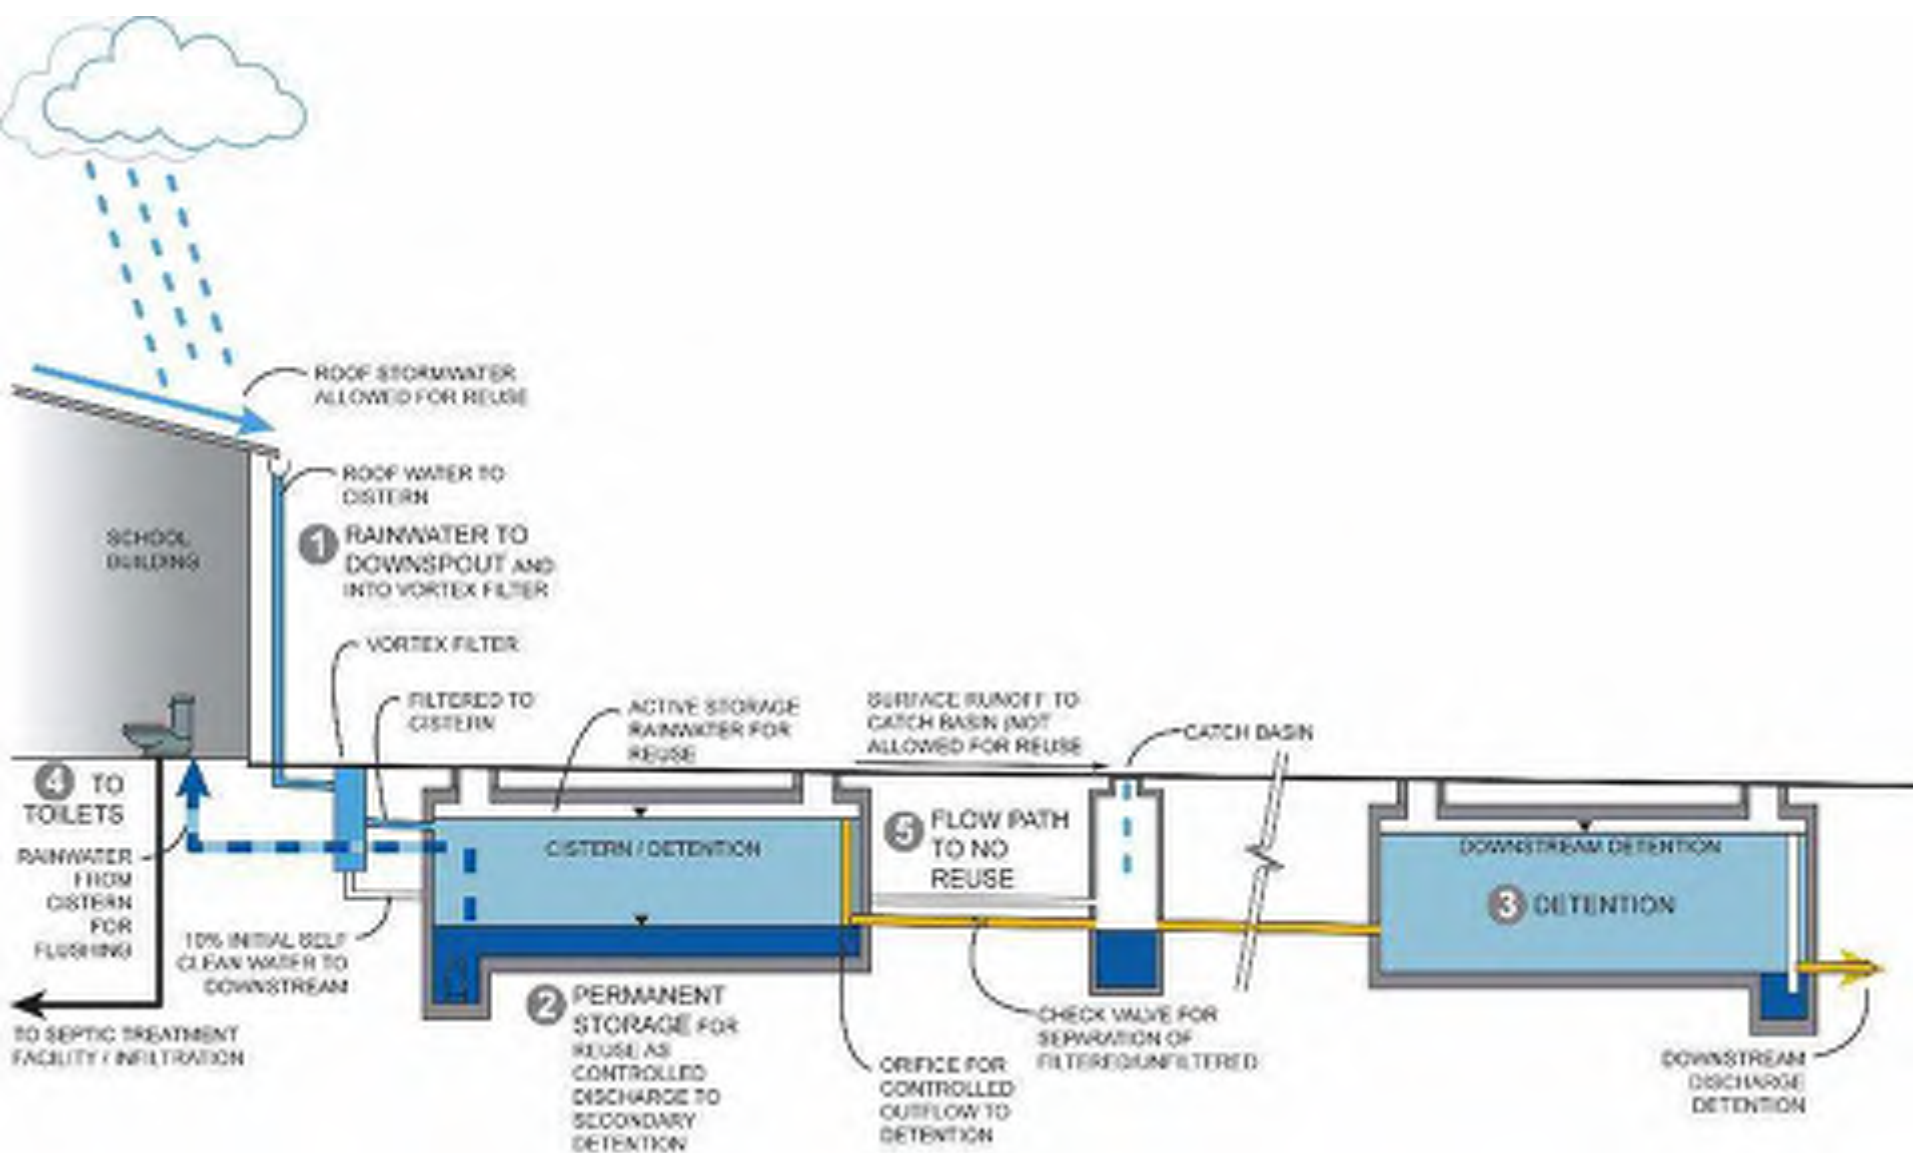 ROOF STORMWATER
ALLOWED FOR REUSE
ROOF WATER TO
CISTERN
SCHOOL
BUILDING
1 RAINWATER TO
DOWNSPOUT AND
INTO VORTEX FILTER
VORTEX FILTER
FILTERED TO
CISTERN
ACTIVE STORAGE
RAINWATER FOR
REUSE
SURFACE RUNOFF TO
CATCH BASIN (NOT
ALLOWED FOR REUSE
CATCH BASIN
4 TO
TOILETS
RAINWATER
FROM
CISTERN
FOR
FLUSHING
CISTERN / DETENTION
5 FLOW PATH
TO NO
REUSE
DOWNSTREAM DETENTION
3 DETENTION
10% INITIAL SELF
CLEAN WATER TO
DOWNSTREAM
TO SEPTIC TREATMENT
FACILITY / INFILTRATION
2 PERMANENT
STORAGE FOR
REUSE AS
CONTROLLED
DISCHARGE TO
SECONDARY
DETENTION
ORIFICE FOR
CONTROLLED
OUTFLOW TO
DETENTION
CHECK VALVE FOR
SEPARATION OF
FILTERED/UNFILTERED
DOWNSTREAM
DISCHARGE
DETENTION